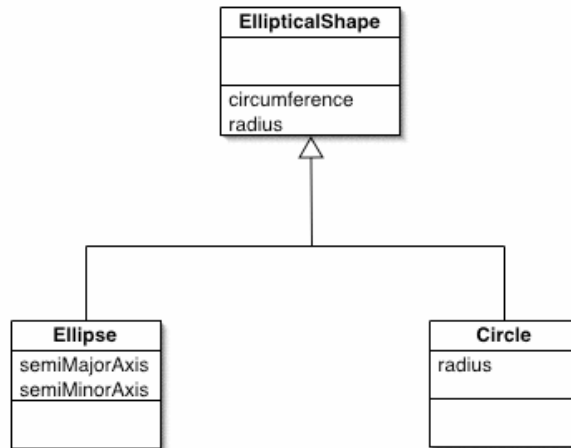 EllipticalShape
circumference
radius
Ellipse
semiMajorAxis
semiMinorAxis
Circle
radius